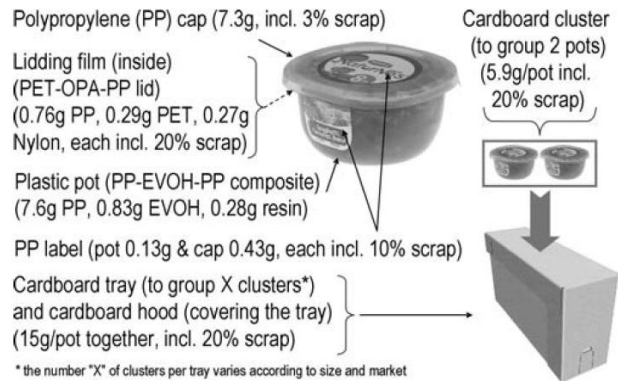 Polypropylene (PP) cap (7.3g, incl. 3% scrap)
Lidding film (inside)
(PET-OPA-PP lid)
(0.76g PP, 0.29g PET, 0.27g
Nylon, each incl. 20% scrap)
Plastic pot (PP-EVOH-PP composite)
(7.6g PP, 0.83g EVOH, 0.28g resin)
PP label (pot 0.13g & cap 0.43g, each incl. 10% scrap)
Cardboard tray (to group X clusters*)
and cardboard hood (covering the tray)
(15g/pot together, incl. 20% scrap)
* the number "X" of clusters per tray varies according to size and market
Cardboard cluster
(to group 2 pots)
(5.9g/pot incl.
20% scrap)